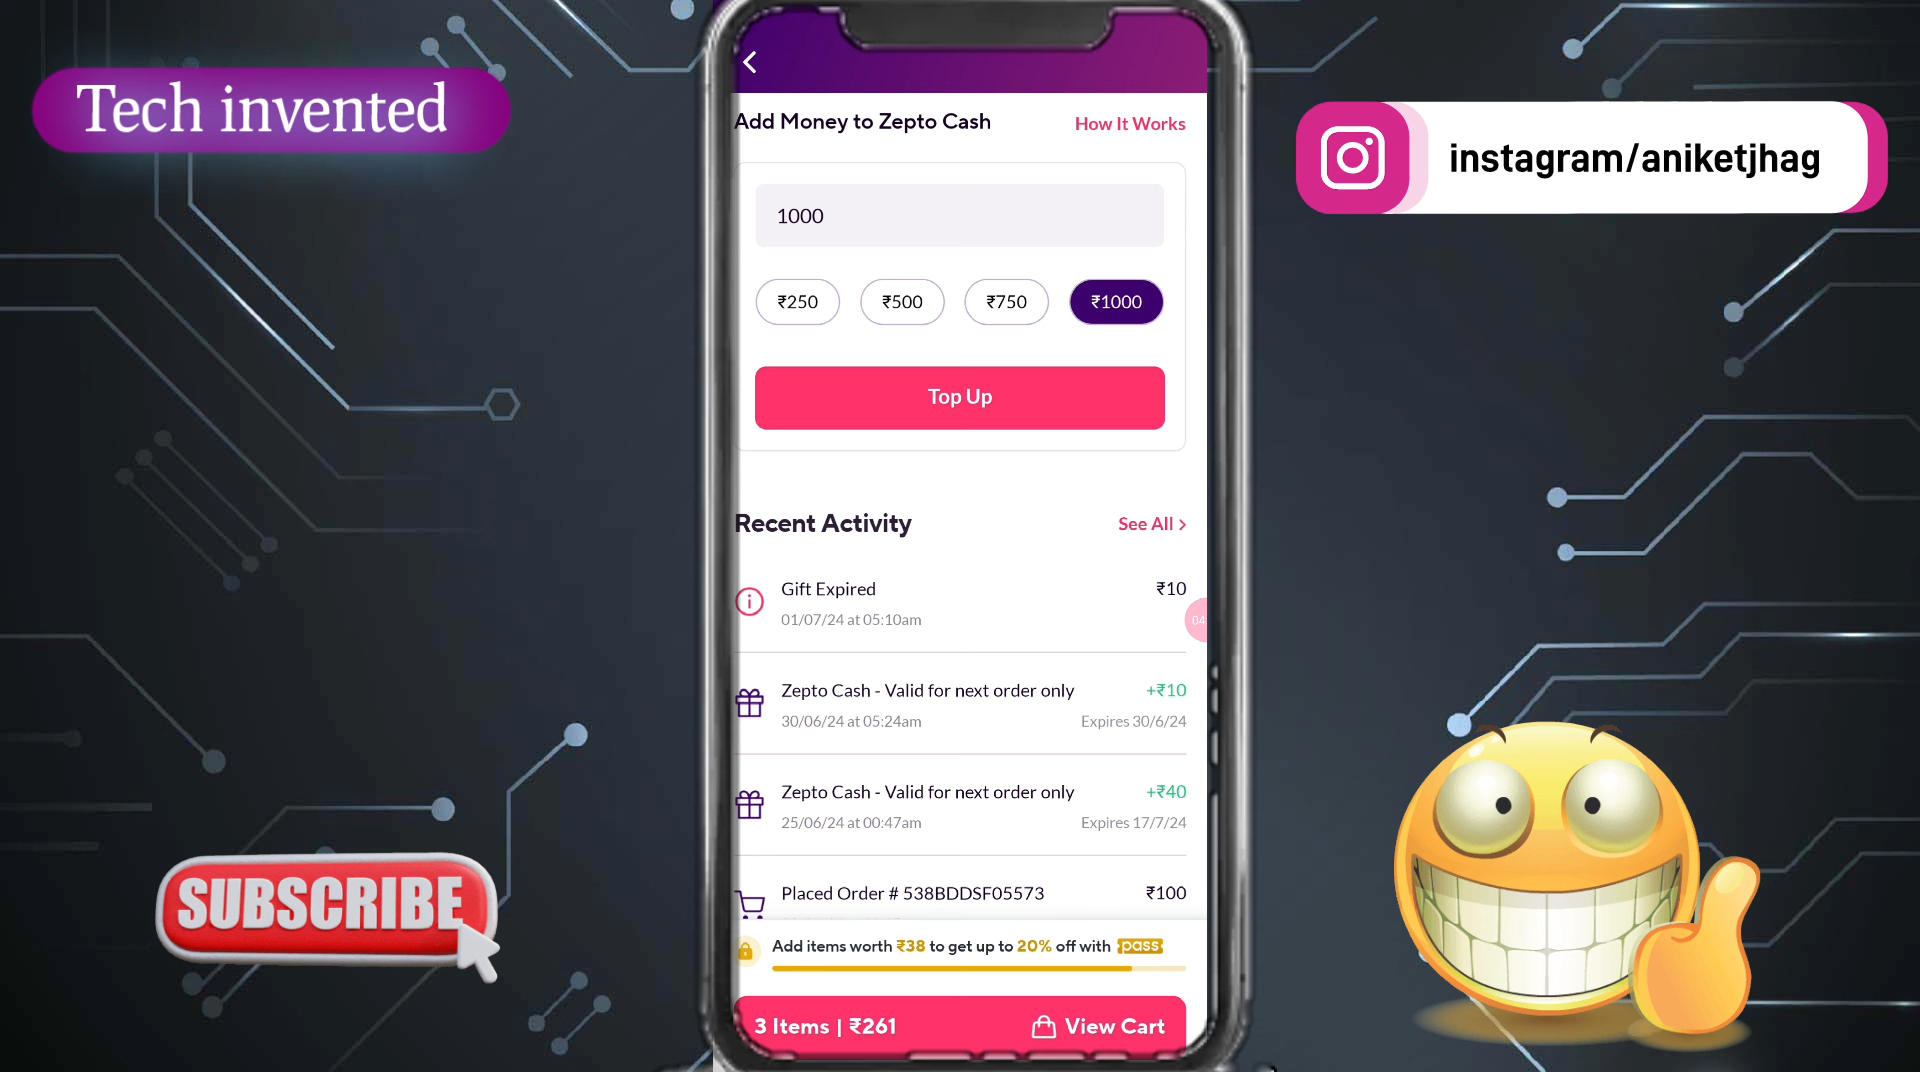 Tech invented
instagram/aniketjhag
Add Money to Zepto Cash
How It Works
1000
₹250
₹500
₹750
₹1000
Top Up
Recent Activity
See All >
Gift Expired
₹10
01/07/24 at 05:10am
04
Zepto Cash - Valid for next order only
+₹10
30/06/24 at 05:24am
Expires 30/6/24
Zepto Cash - Valid for next order only
+₹40
25/06/24 at 00:47am
Expires 17/7/24
Placed Order # 538BDDSF05573
₹100
Add items worth ₹38 to get up to 20% off with pass
3 Items | ₹261
View Cart
SUBSCRIBE